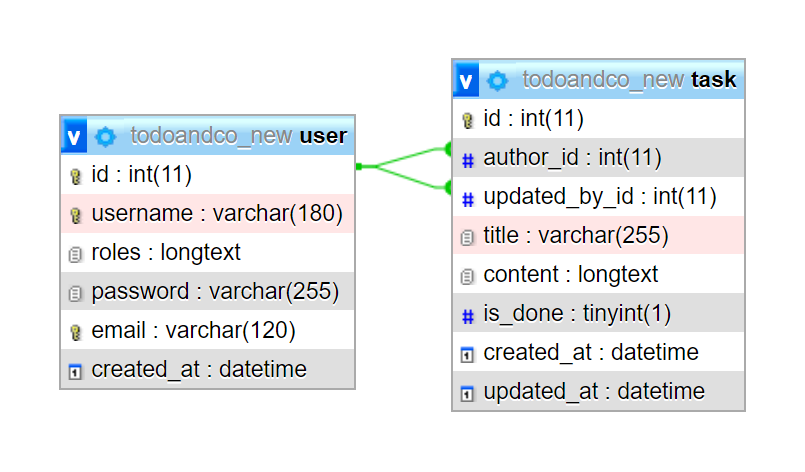 v todoandco_new user
id : int(11)
username : varchar(180)
roles : longtext
password : varchar(255)
email : varchar(120)
created_at : datetime
v todoandco_new task
id : int(11)
# author_id : int(11)
# updated_by_id : int(11)
title : varchar(255)
content : longtext
# is_done : tinyint(1)
created_at : datetime
updated_at : datetime